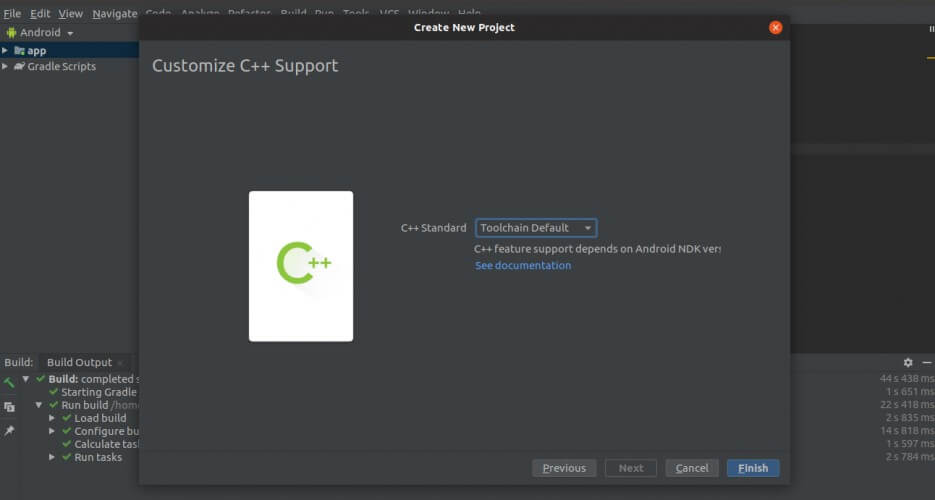 File Edit View Navigate Code Analyze Refactor Build Run Tools VCS Window Help
Create New Project
Android
app
Gradle Scripts
Customize C++ Support
C++
C++ Standard Toolchain Default
C++ feature support depends on Android NDK vers
See documentation
Build: Build Output
Build: completed s 44 s 438 ms
Starting Gradle 1 s 651 ms
Run build /hom 22 s 418 ms
Load build 2 s 835 ms
Configure bu 14 s 818 ms
Calculate tas 1 s 597 ms
Run tasks 2 s 784 ms
Previous Next Cancel Finish